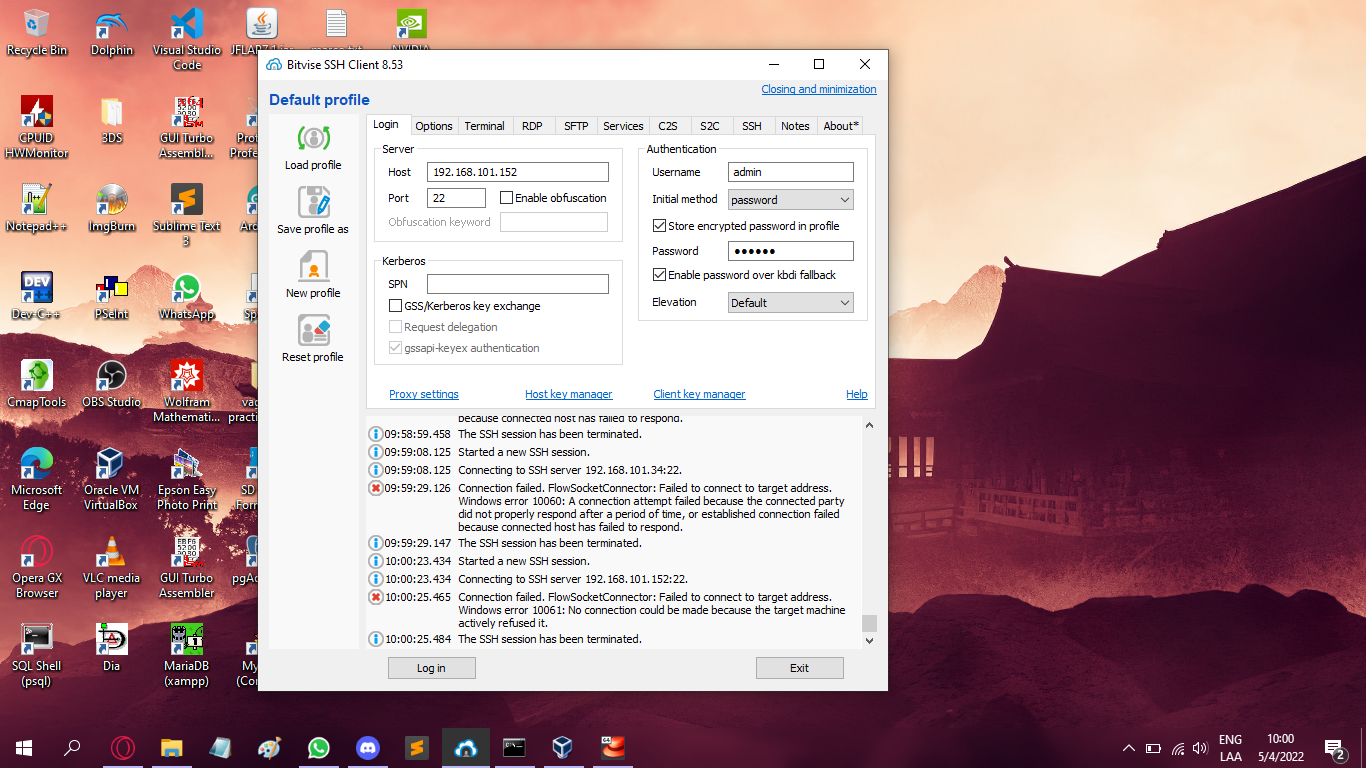 Recycle Bin
Dolphin
Visual Studio
Code
NVIDIA
CPUID
HWMonitor
3DS
GUI Turbo
Assembl...
Notepad++
ImgBurn
Sublime Text
3
Dev-C++
PSeInt
WhatsApp
CmapTools
OBS Studio
Wolfram
Mathemati...
Microsoft
Edge
Oracle VM
VirtualBox
Epson Easy
Photo Print
Opera GX
Browser
VLC media
player
GUI Turbo
Assembler
SQL Shell
(psql)
Dia
MariaDB
(xampp)
Bitvise SSH Client 8.53
Default profile
Closing and minimization
Load profile
Save profile as
New profile
Reset profile
Login Options Terminal RDP SFTP Services C2S S2C SSH Notes About*
Server
Host 192.168.101.152
Port 22 Enable obfuscation
Obfuscation keyword
Kerberos
SPN
GSS/Kerberos key exchange
Request delegation
gssapi-keyex authentication
Authentication
Username admin
Initial method password
Store encrypted password in profile
Password ••••••
Enable password over kbdi fallback
Elevation Default
Proxy settings Host key manager Client key manager Help
because connected host has failed to respond.
09:58:59.458 The SSH session has been terminated.
09:59:08.125 Started a new SSH session.
09:59:08.125 Connecting to SSH server 192.168.101.34:22.
09:59:29.126 Connection failed. FlowSocketConnector: Failed to connect to target address.
Windows error 10060: A connection attempt failed because the connected party
did not properly respond after a period of time, or established connection failed
because connected host has failed to respond.
09:59:29.147 The SSH session has been terminated.
10:00:23.434 Started a new SSH session.
10:00:23.434 Connecting to SSH server 192.168.101.152:22.
10:00:25.465 Connection failed. FlowSocketConnector: Failed to connect to target address.
Windows error 10061: No connection could be made because the target machine
actively refused it.
10:00:25.484 The SSH session has been terminated.
Log in Exit
ENG
LAA
10:00
5/4/2022
2